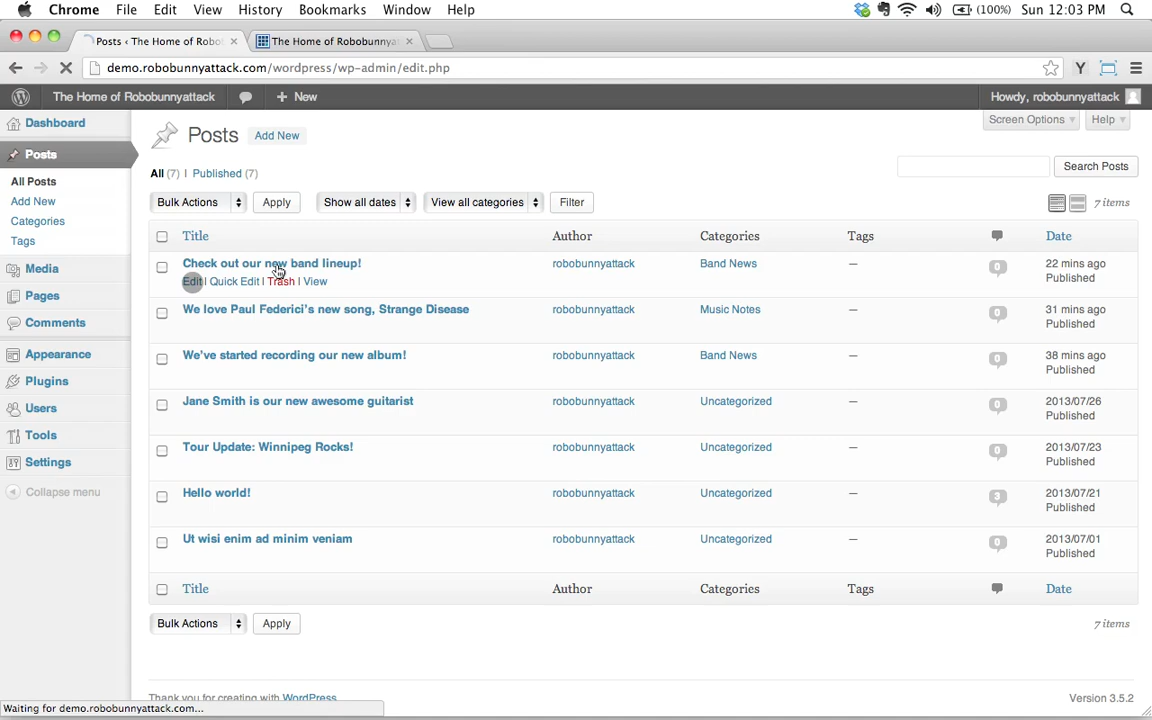 Chrome File Edit View History Bookmarks Window Help (100%) Sun 12:03 PM
Posts ‹ The Home of Robo The Home of Robobunnya
demo.robobunnyattack.com/wordpress/wp-admin/edit.php
The Home of Robobunnyattack + New Howdy, robobunnyattack
Dashboard
Posts
All Posts
Add New
Categories
Tags
Media
Pages
Comments
Appearance
Plugins
Users
Tools
Settings
Collapse menu
Screen Options Help
Posts Add New
All (7) | Published (7)
Search Posts
Bulk Actions Apply Show all dates View all categories Filter 7 items
Title Author Categories Tags Date
Check out our new band lineup! robobunnyattack Band News — 0 22 mins ago
Edit | Quick Edit | Trash | View Published
We love Paul Federici's new song, Strange Disease robobunnyattack Music Notes — 0 31 mins ago
Published
We've started recording our new album! robobunnyattack Band News — 0 38 mins ago
Published
Jane Smith is our new awesome guitarist robobunnyattack Uncategorized — 0 2013/07/26
Published
Tour Update: Winnipeg Rocks! robobunnyattack Uncategorized — 0 2013/07/23
Published
Hello world! robobunnyattack Uncategorized — 3 2013/07/21
Published
Ut wisi enim ad minim veniam robobunnyattack Uncategorized — 0 2013/07/01
Published
Title Author Categories Tags Date
Bulk Actions Apply 7 items
Thank you for creating with WordPress. Version 3.5.2
Waiting for demo.robobunnyattack.com...